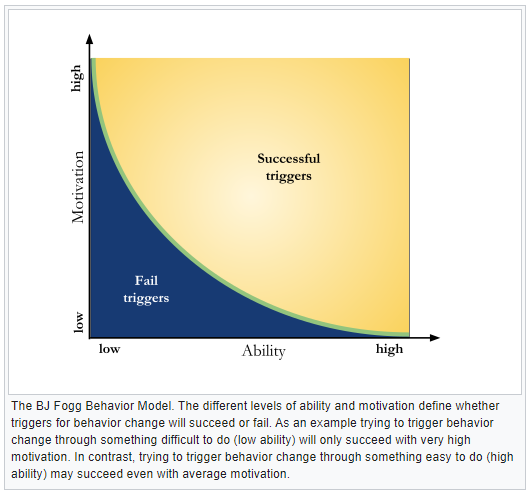 high
Motivation
low
Successful
triggers
Fail
triggers
low
Ability
high
The BJ Fogg Behavior Model. The different levels of ability and motivation define whether
triggers for behavior change will succeed or fail. As an example trying to trigger behavior
change through something difficult to do (low ability) will only succeed with very high
motivation. In contrast, trying to trigger behavior change through something easy to do (high
ability) may succeed even with average motivation.